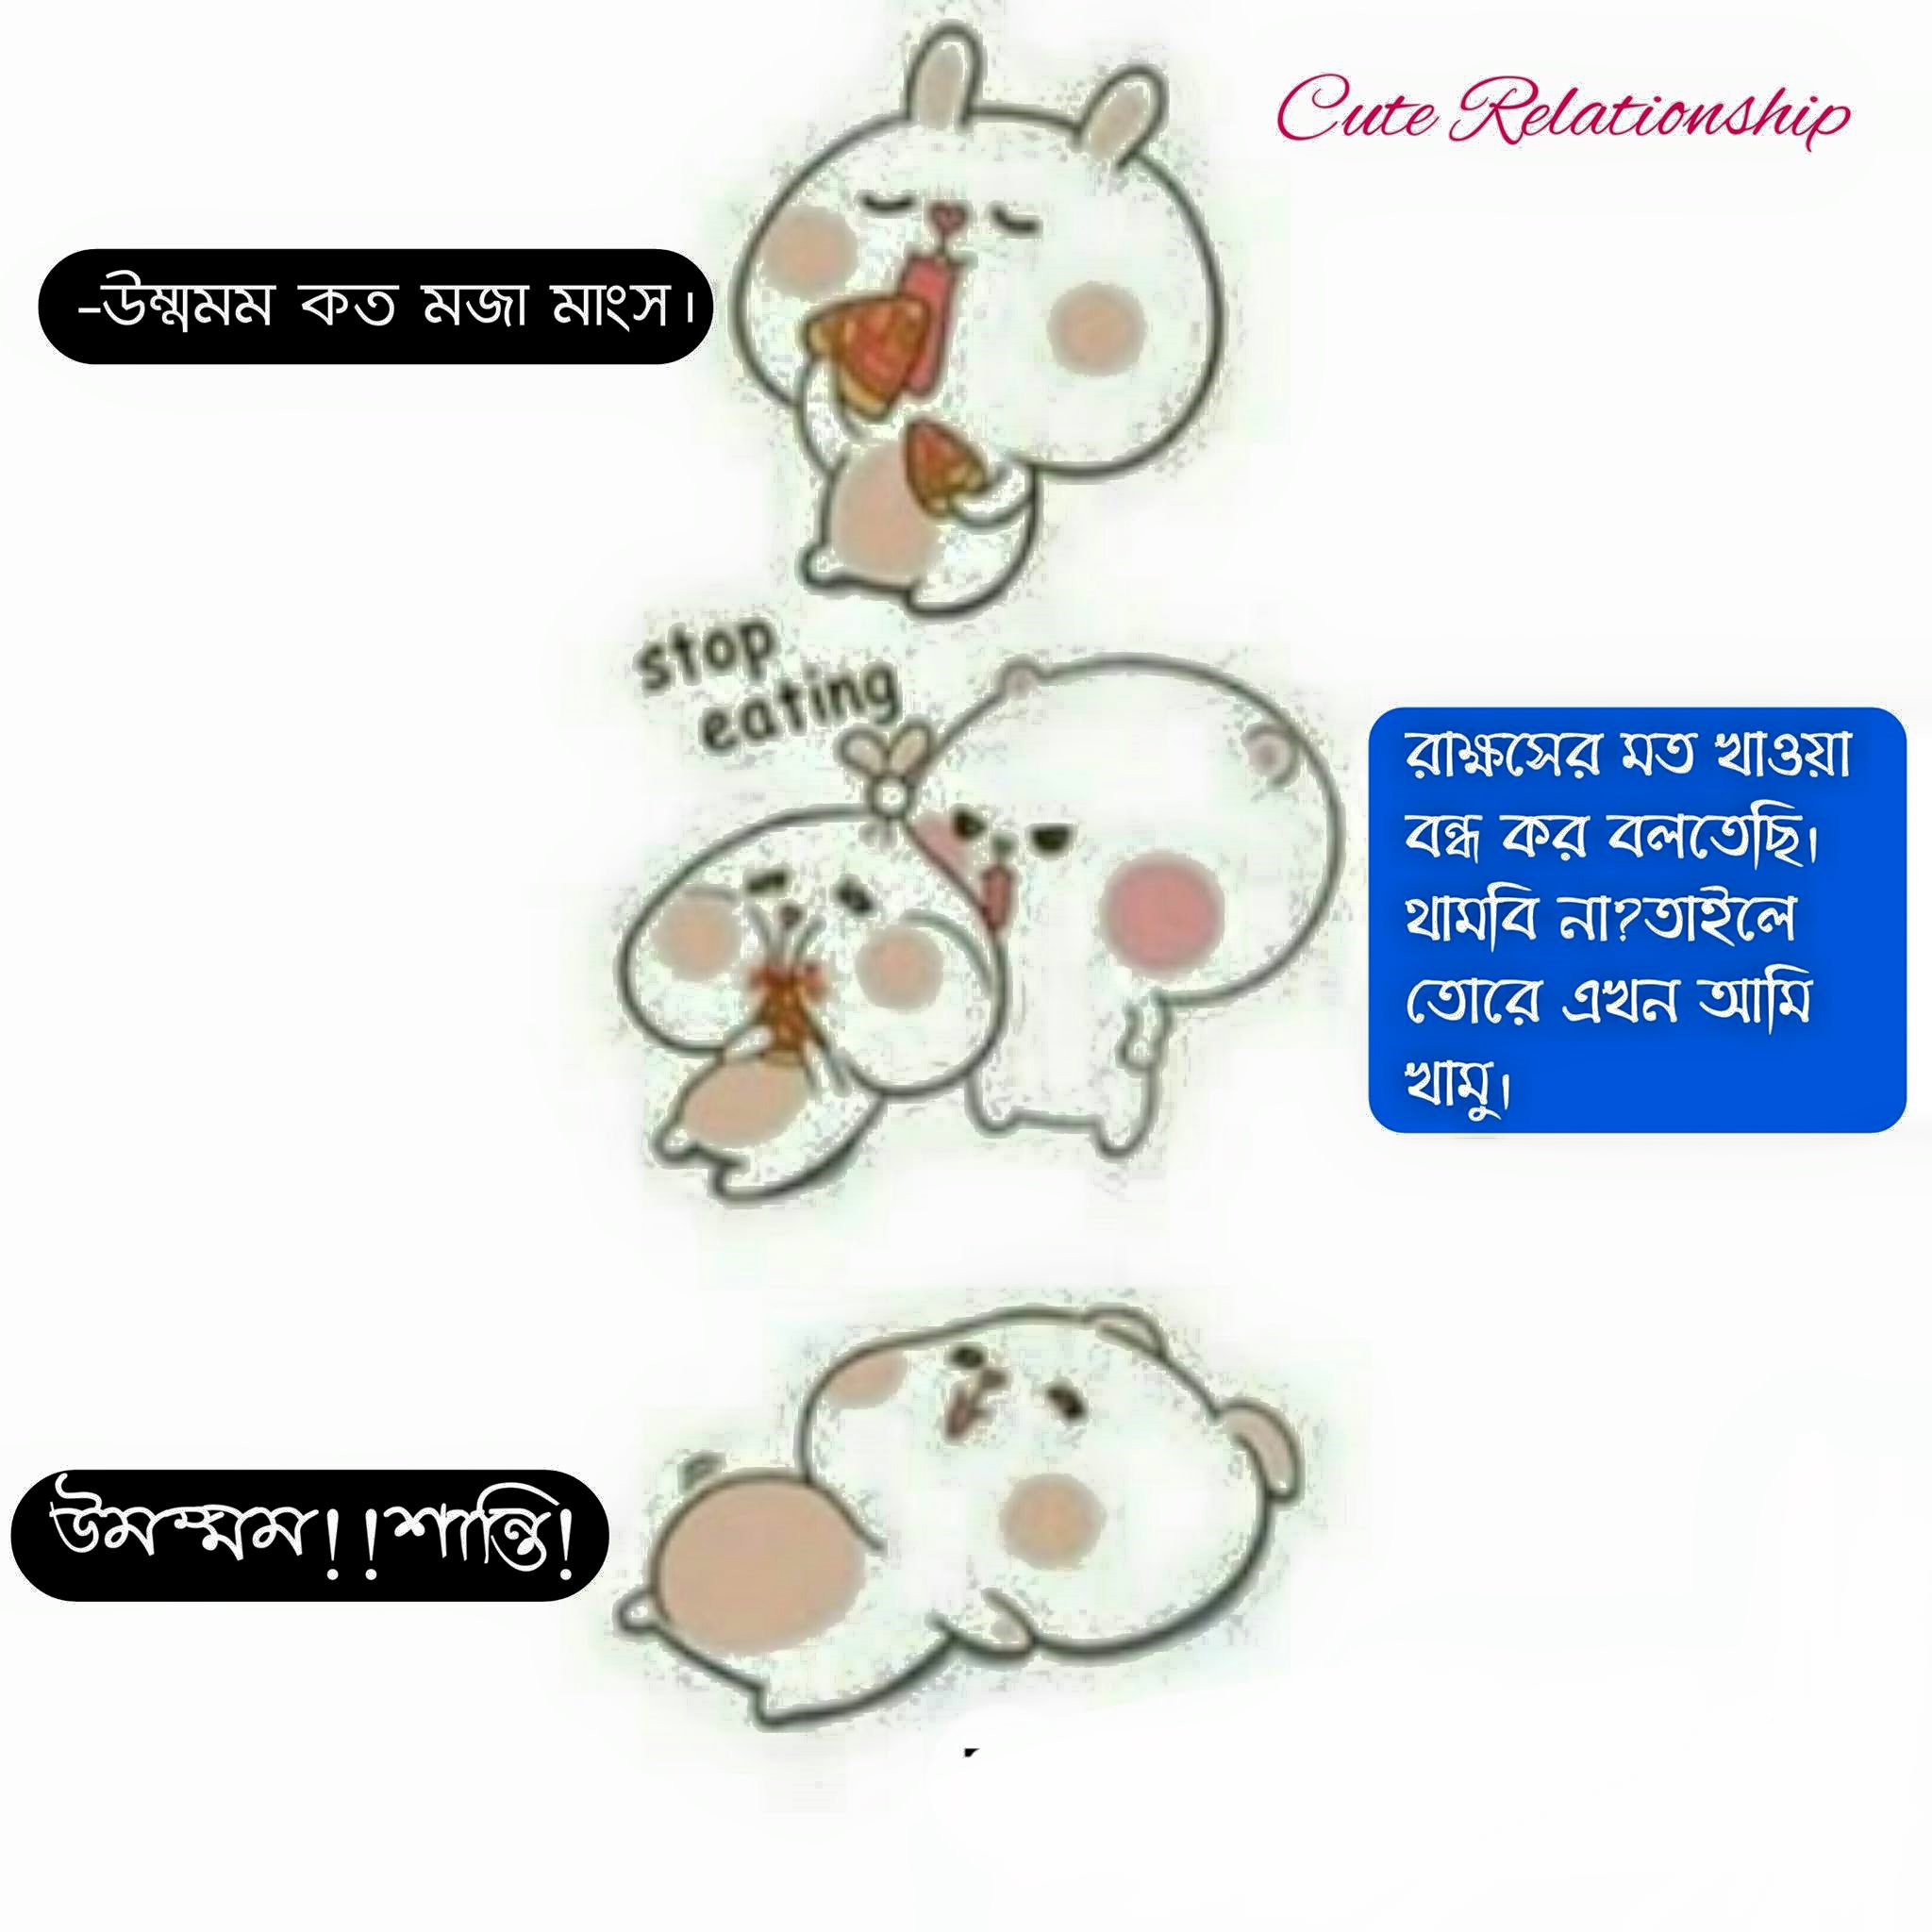 Cute Relationship
-উম্মমম কত মজা মাংস।
stop
eating
রাক্ষসের মত খাওয়া
বন্ধ কর বলতেছি।
থামবি না?তাইলে
তোরে এখন আমি
খামু।
উমম্মম!!শান্তি!